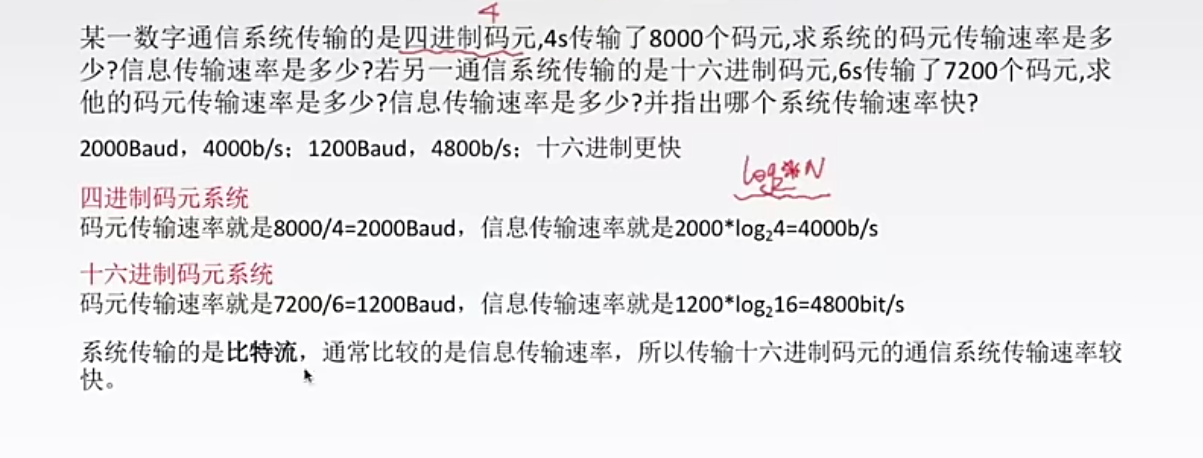 4
某一数字通信系统传输的是四进制码元,4s传输了8000个码元,求系统的码元传输速率是多
少?信息传输速率是多少?若另一通信系统传输的是十六进制码元,6s传输了7200个码元,求
他的码元传输速率是多少?信息传输速率是多少?并指出哪个系统传输速率快?
2000Baud，4000b/s；1200Baud，4800b/s；十六进制更快
四进制码元系统
码元传输速率就是8000/4=2000Baud，信息传输速率就是2000*log₂4=4000b/s
十六进制码元系统
码元传输速率就是7200/6=1200Baud，信息传输速率就是1200*log₂16=4800bit/s
系统传输的是比特流，通常比较的是信息传输速率，所以传输十六进制码元的通信系统传输速率较
快。